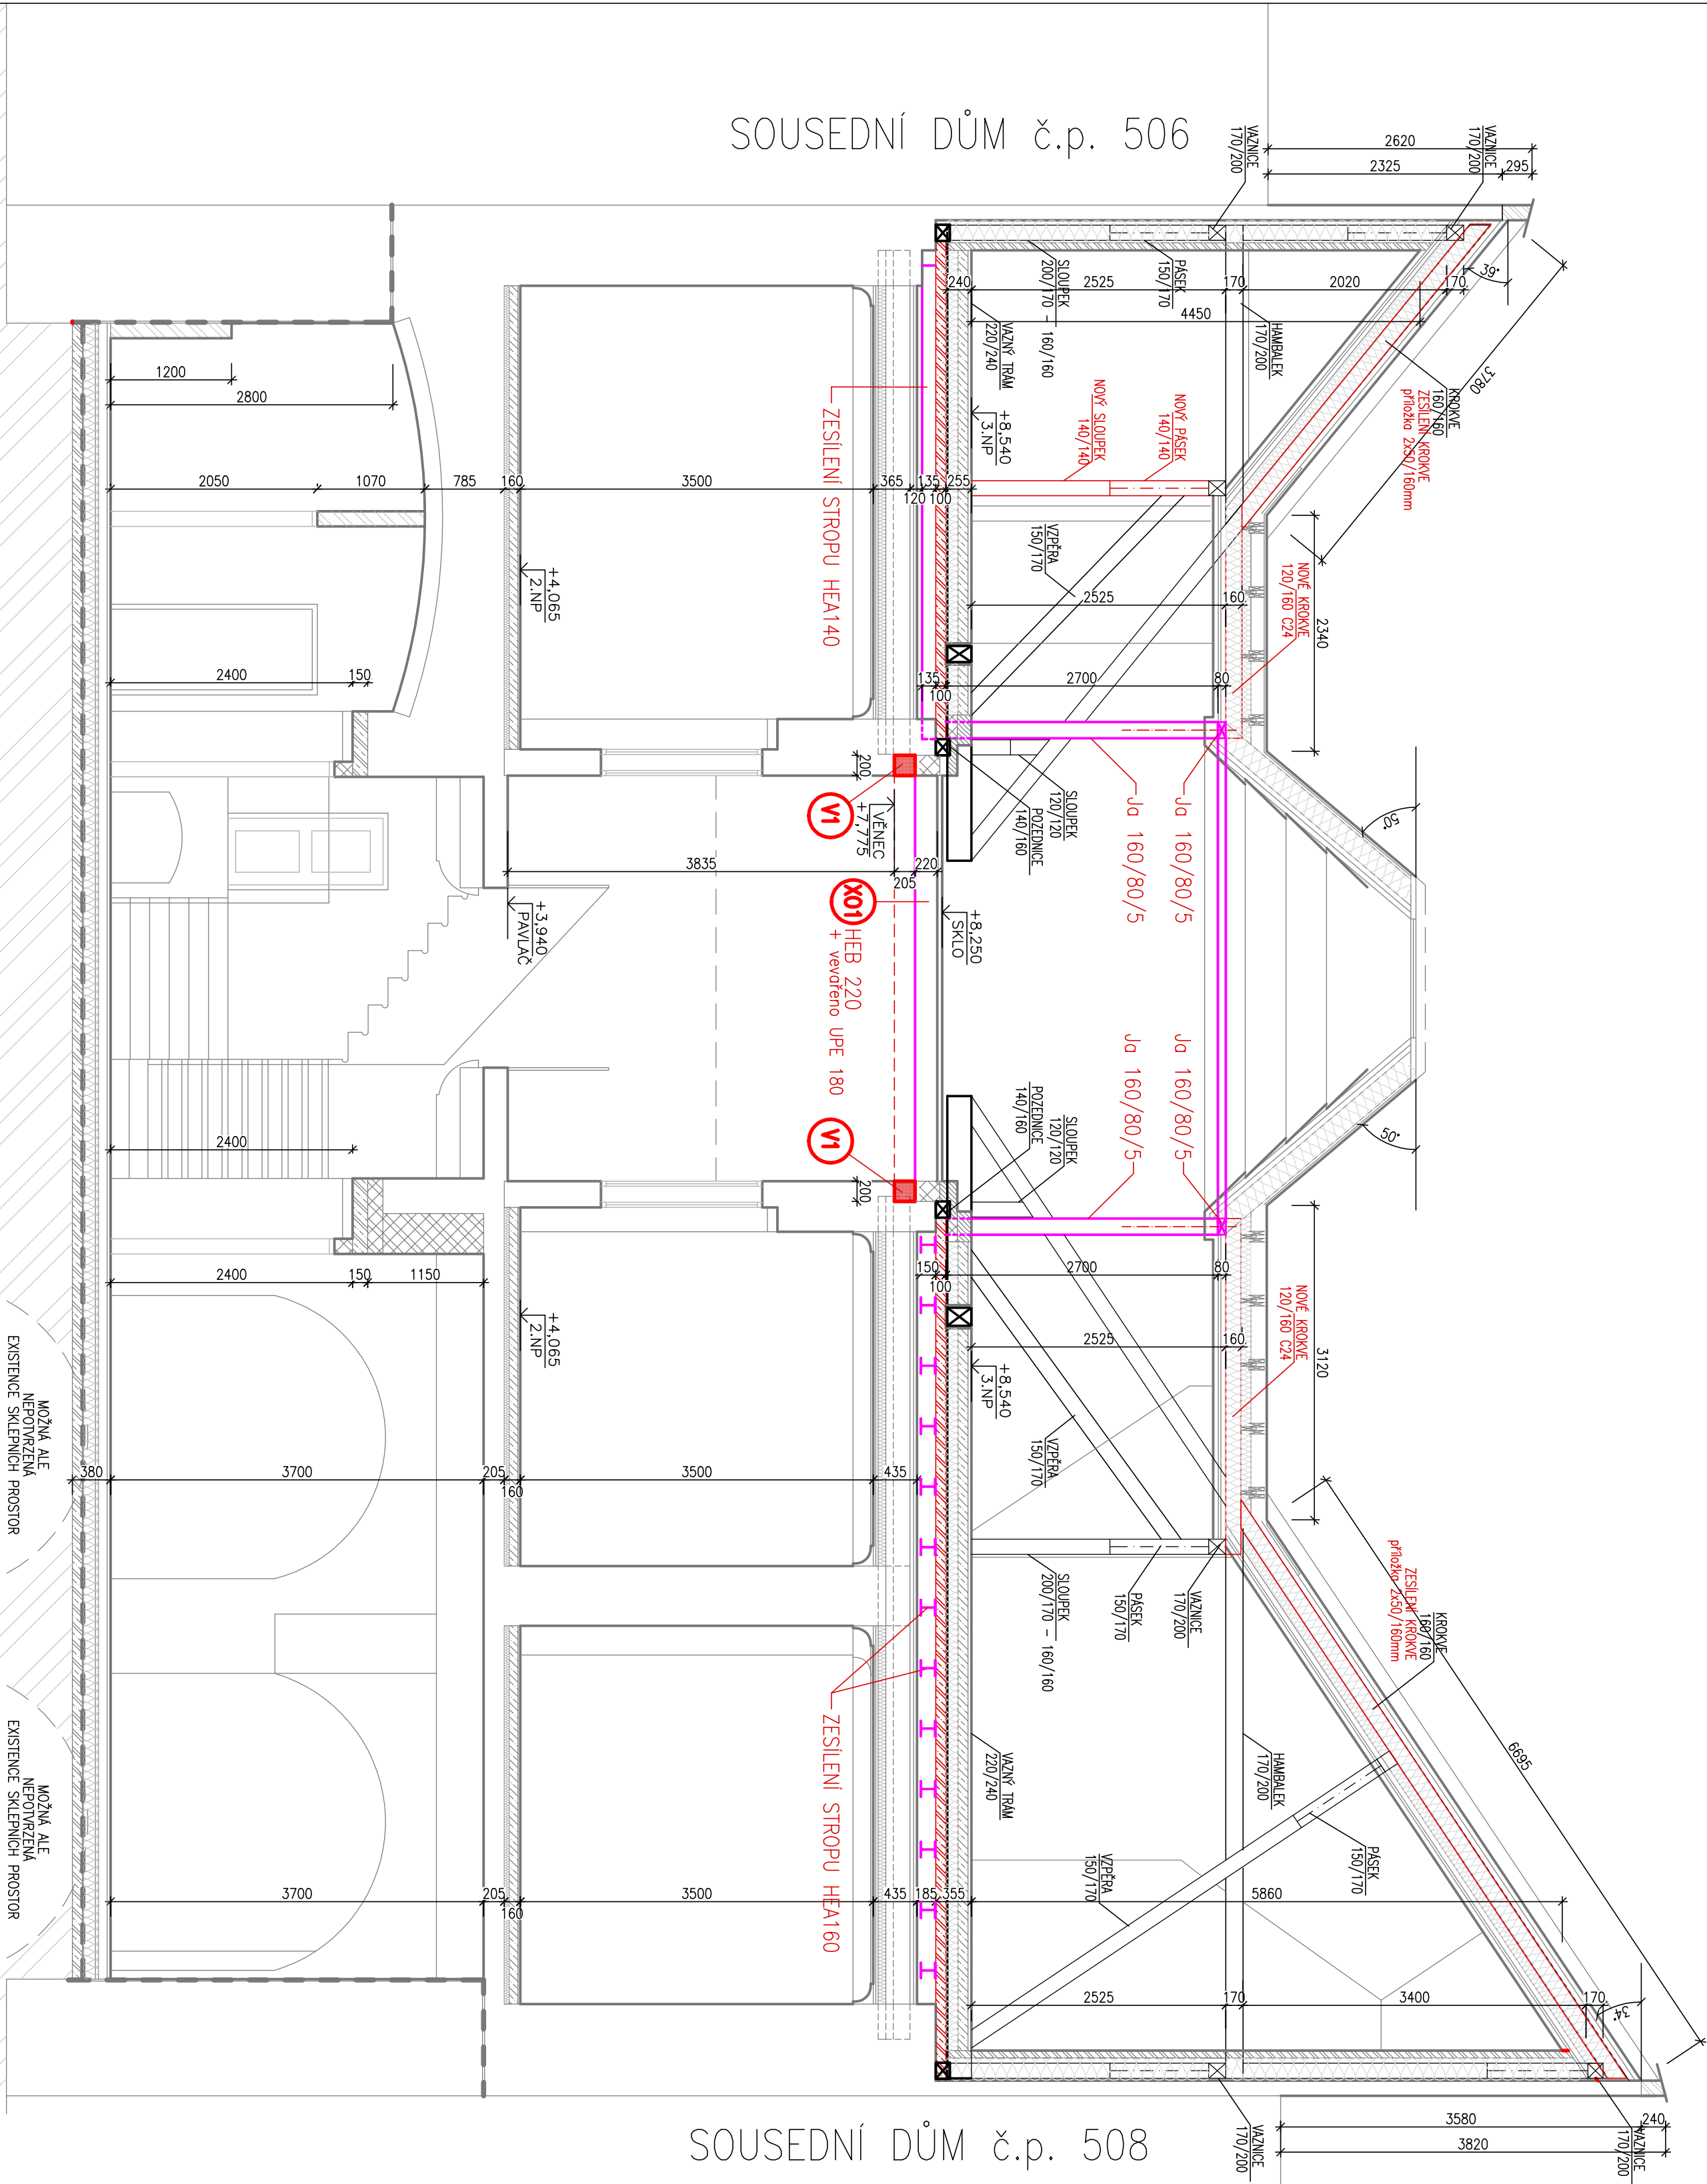 SOUSEDNÍ DŮM č.p. 506
VAZNICE
170/200
VAZNICE
170/200
2620
2325
295
39°
3780
KROKVE
160/160
ZESÍLENÍ KROKVE
příložka 2x50/160mm
SLOUPEK
200/170 - 160/160
PÁSEK
150/170
240
2525
170
2020
170
4450
HAMBALEK
170/200
VAZNÝ TRÁM
220/240
+8,540
3.NP
NOVÝ SLOUPEK
140/140
NOVÝ PÁSEK
140/140
ZESÍLENÍ STROPU HEA140
1200
2800
2050
1070
785
160
3500
365
120
135
100
255
VZPĚRA
150/170
+4,065
2.NP
2525
160
NOVÉ KROKVE
120/160 C24
2340
2400
150
135
100
2700
80
200
V1
VĚNEC
+7,775
SLOUPEK
120/120
POZEDNICE
140/160
Ja 160/80/5
Ja 160/80/5
50°
3835
220
205
X01
HEB 220
+ vevařeno UPE 180
+3,940
PAVLAČ
+8,250
SKLO
Ja 160/80/5
Ja 160/80/5
50°
SLOUPEK
120/120
POZEDNICE
140/160
V1
200
2400
2400
150
1150
150
100
2700
80
NOVÉ KROKVE
120/160 C24
3120
+4,065
2.NP
2525
160
+8,540
3.NP
VZPĚRA
150/170
380
3700
205
160
3500
435
MOŽNÁ ALE
NEPOTVRZENÁ
EXISTENCE SKLEPNÍCH PROSTOR
SLOUPEK
200/170 - 160/160
PÁSEK
150/170
VAZNICE
170/200
ZESÍLENÍ KROKVE
příložka 2x50/160mm
KROKVE
160/160
6695
ZESÍLENÍ STROPU HEA160
VAZNÝ TRÁM
220/240
HAMBALEK
170/200
PÁSEK
150/170
VZPĚRA
150/170
3700
205
160
3500
435
185
355
5860
MOŽNÁ ALE
NEPOTVRZENÁ
EXISTENCE SKLEPNÍCH PROSTOR
2525
170
3400
170
34°
VAZNICE
170/200
VAZNICE
170/200
3580
240
3820
SOUSEDNÍ DŮM č.p. 508